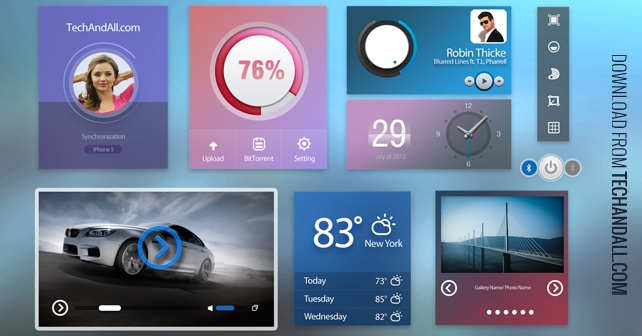 TechAndAll.com
Synchronization
iPhone 5
76%
Upload
BitTorrent
Setting
Robin Thicke
Blurred Lines ft. T.I., Pharrell
29
July of 2013
12
3
6
9
83°
New York
Today 73°
Tuesday 85°
Wednesday 82°
Gallery Name/ Photo Name
DOWNLOAD FROM TECHANDALL.COM